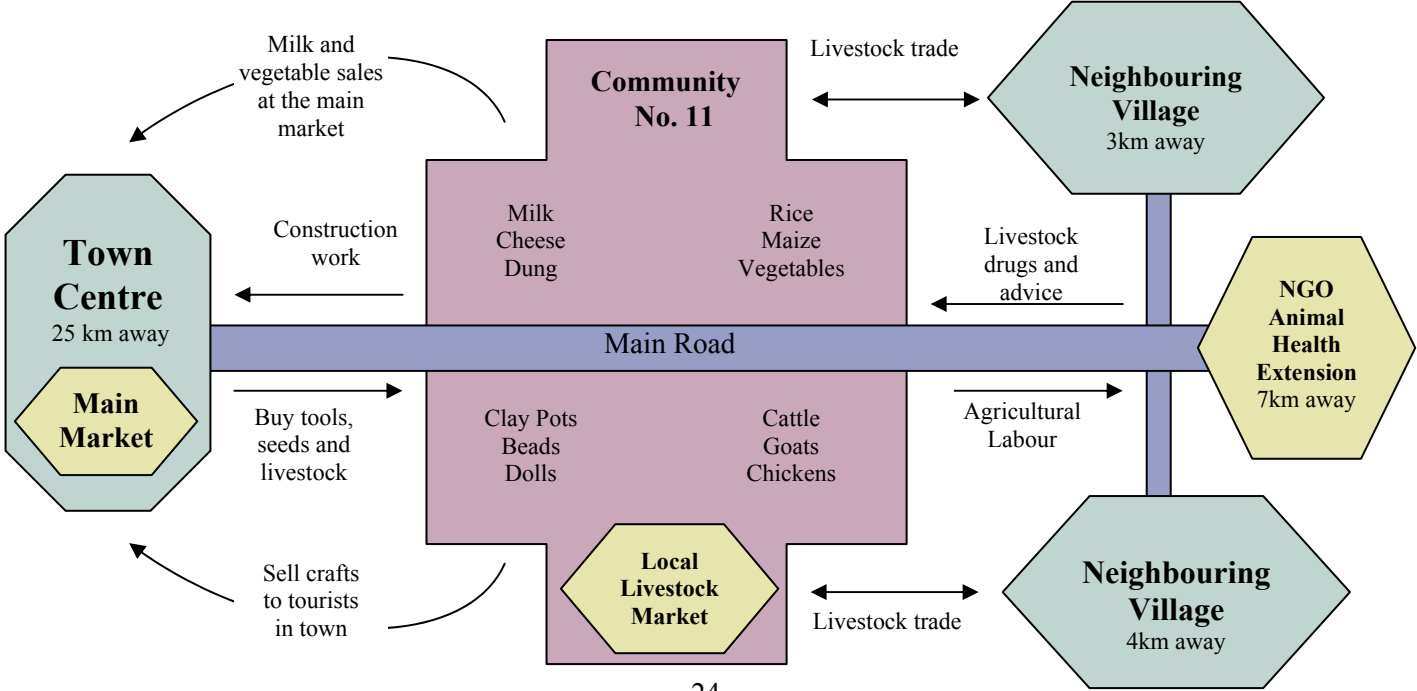 Milk and
vegetable sales
at the main
market
Community
No. 11
Livestock trade
Neighbouring
Village
3km away
Town
Centre
25 km away
Main
Market
Construction
work
Milk
Cheese
Dung
Rice
Maize
Vegetables
Livestock
drugs and
advice
NGO
Animal
Health
Extension
7km away
Main Road
Buy tools,
seeds and
livestock
Clay Pots
Beads
Dolls
Cattle
Goats
Chickens
Agricultural
Labour
Sell crafts
to tourists
in town
Local
Livestock
Market
Livestock trade
Neighbouring
Village
4km away
24